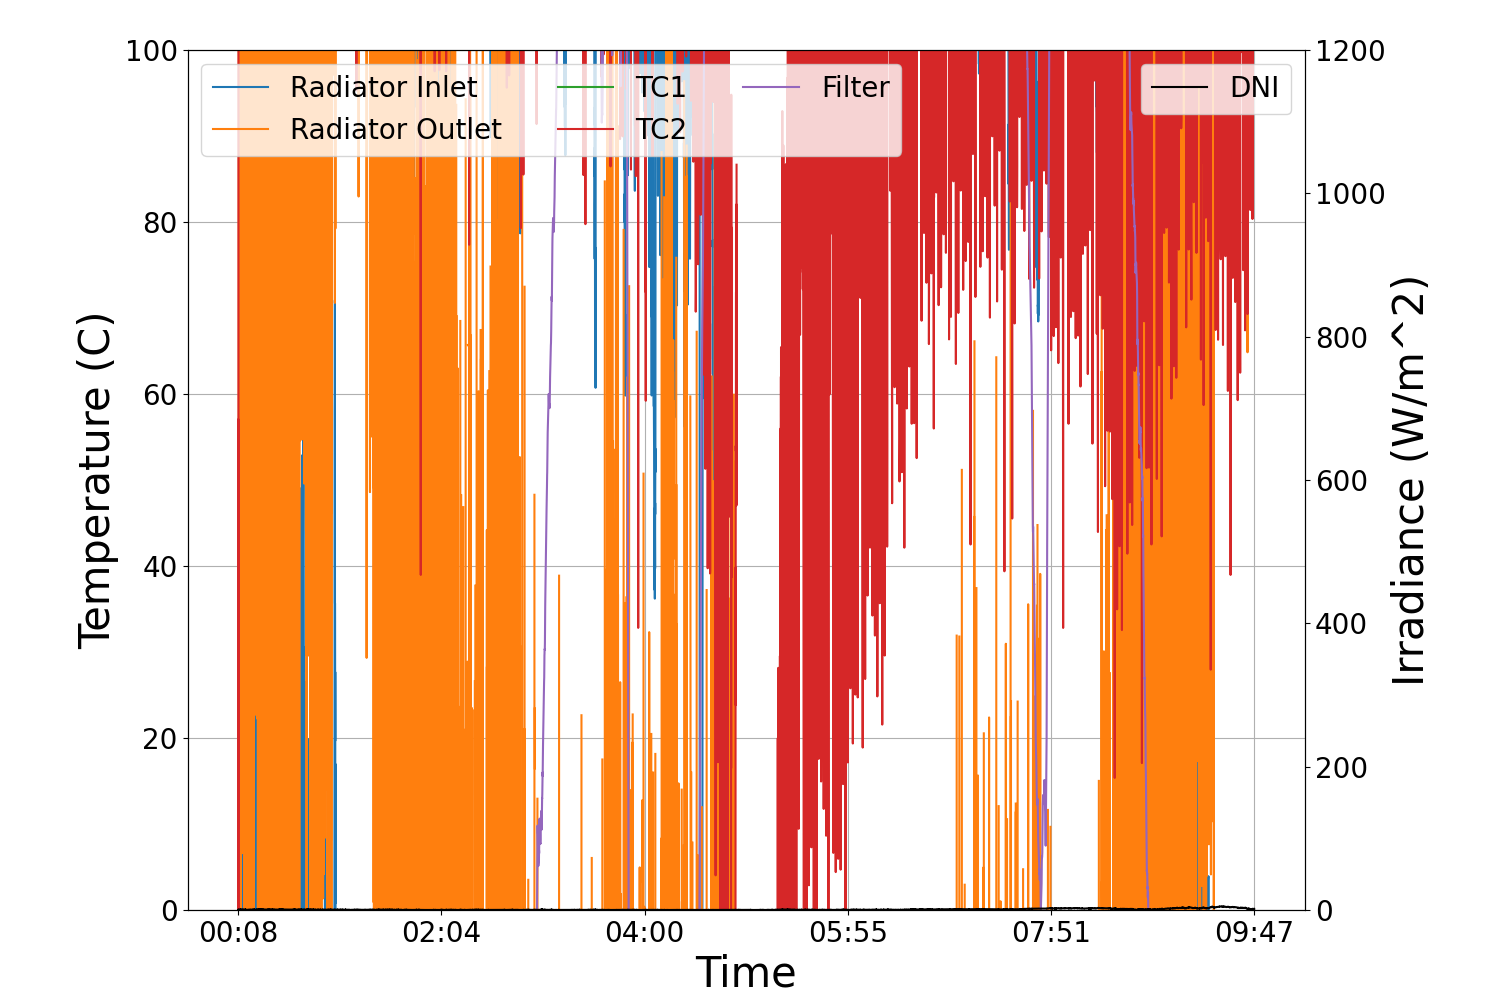 Radiator Inlet
Radiator Outlet
TC1
TC2
Filter
DNI
Temperature (C)
100
80
60
40
20
0
Irradiance (W/m^2)
1200
1000
800
600
400
200
0
00:08 02:04 04:00 05:55 07:51 09:47
Time